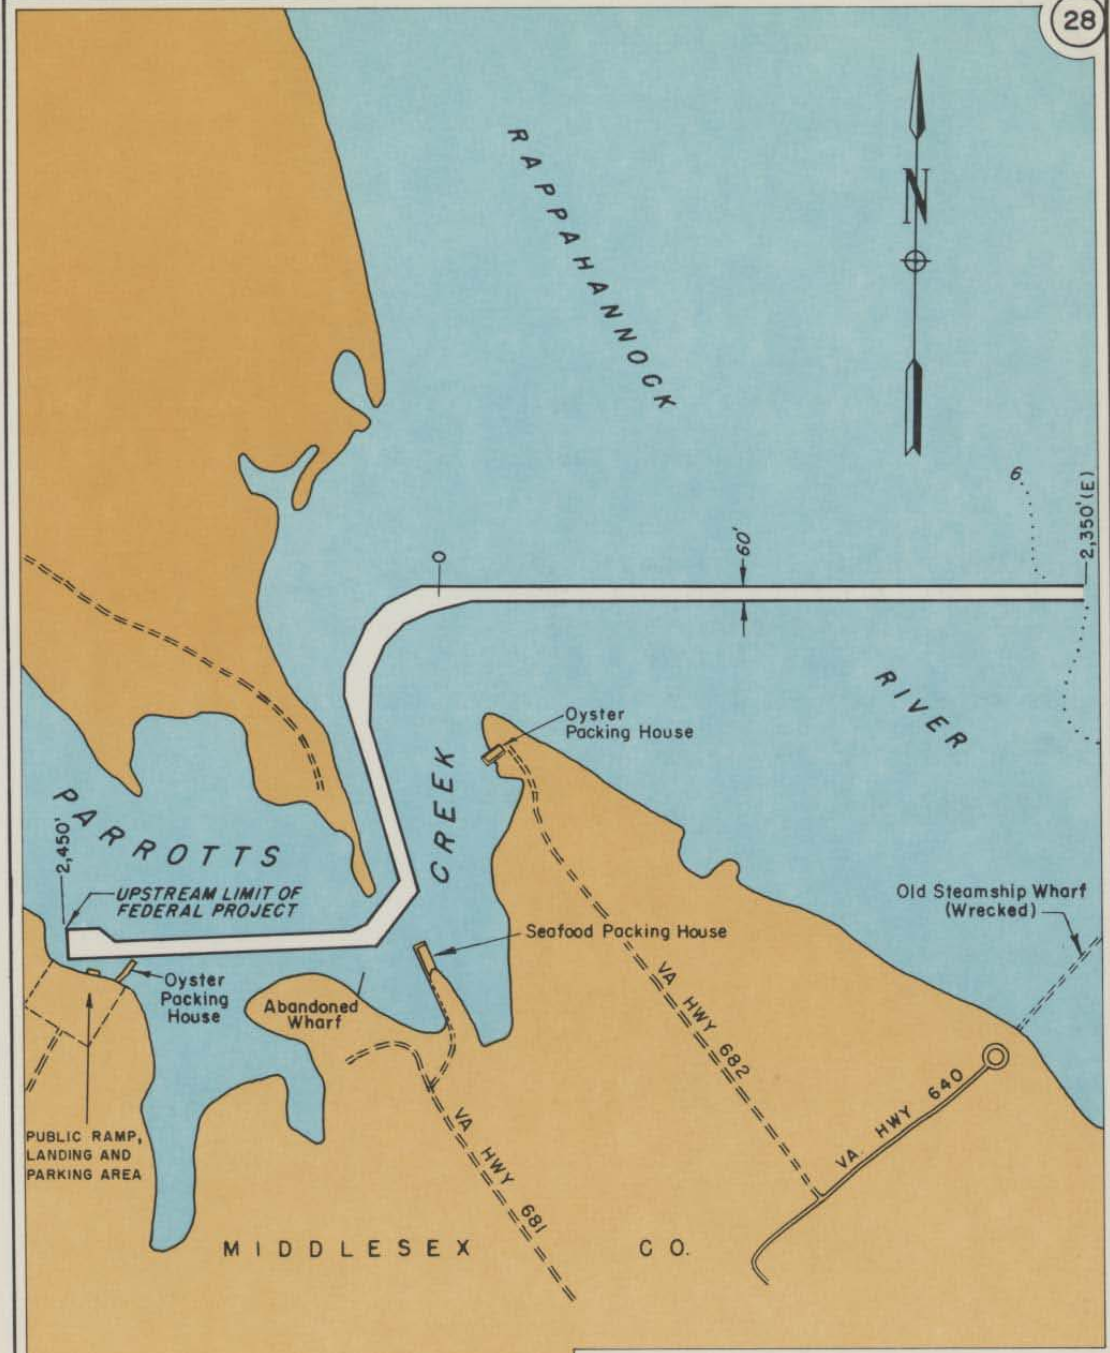 28
RAPPAHANNOCK
N
6
2,350'(E)
O
60'
RIVER
Oyster
Packing House
CREEK
PARROTTS
2,450'
UPSTREAM LIMIT OF
FEDERAL PROJECT
Old Steamship Wharf
(Wrecked)
Seafood Packing House
Oyster
Packing
House
Abandoned
Wharf
VA HWY 682
VA HWY 640
PUBLIC RAMP,
LANDING AND
PARKING AREA
VA HWY 681
MIDDLESEX CO.